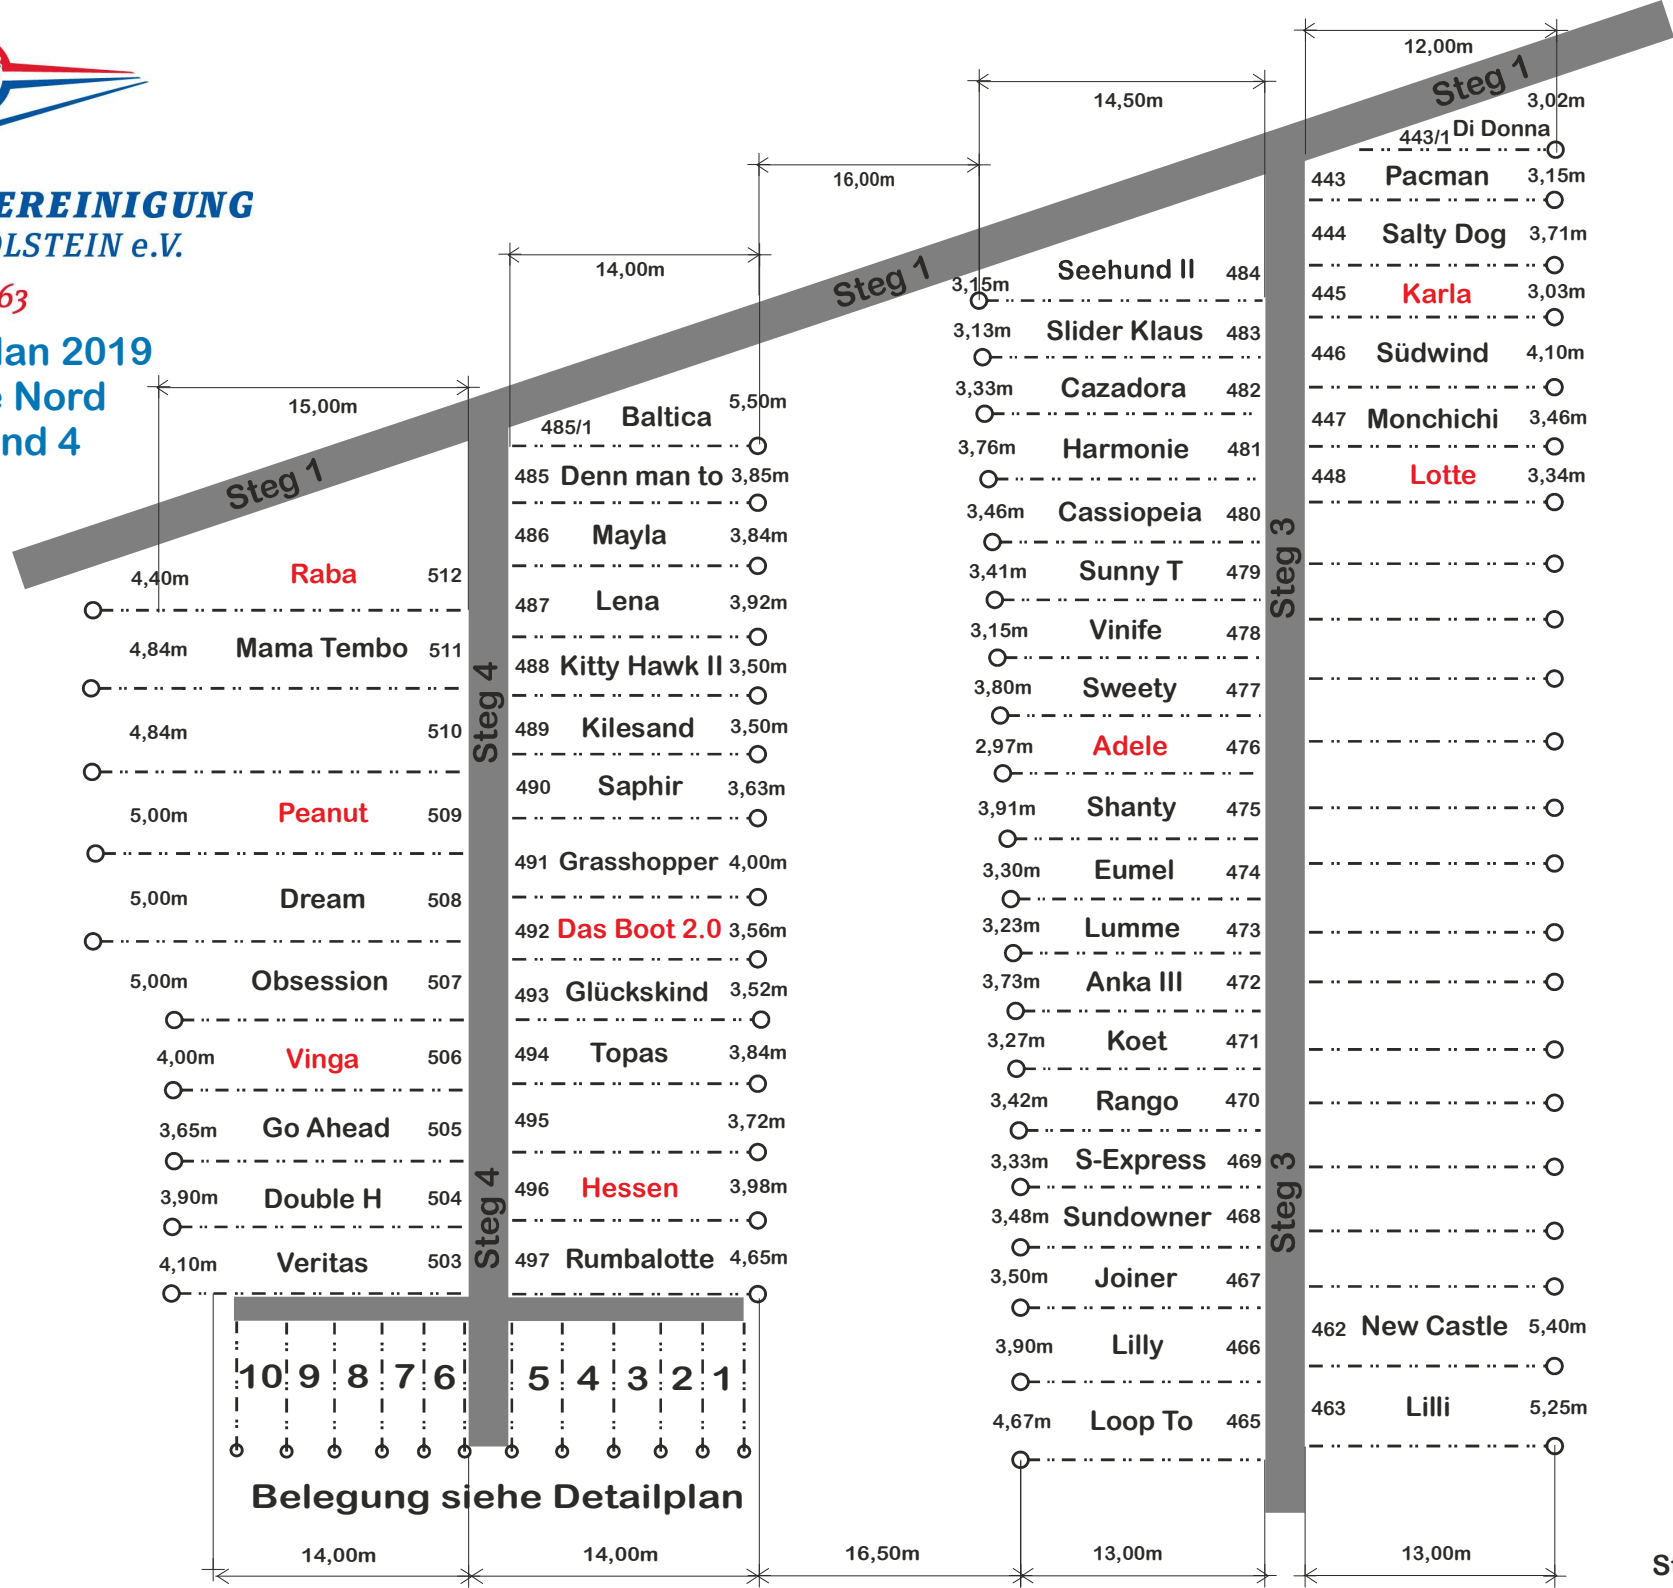 EREINIGUNG
OLSTEIN e.V.
63
lan 2019
e Nord
nd 4
12,00m
14,50m
16,00m
14,00m
15,00m
Steg 1
Steg 1
Steg 1
4,40m Raba 512
4,84m Mama Tembo 511
4,84m 510
5,00m Peanut 509
5,00m Dream 508
5,00m Obsession 507
4,00m Vinga 506
3,65m Go Ahead 505
3,90m Double H 504
4,10m Veritas 503
Steg 4
Steg 4
485/1 Baltica 5,50m
485 Denn man to 3,85m
486 Mayla 3,84m
487 Lena 3,92m
488 Kitty Hawk II 3,50m
489 Kilesand 3,50m
490 Saphir 3,63m
491 Grasshopper 4,00m
492 Das Boot 2.0 3,56m
493 Glückskind 3,52m
494 Topas 3,84m
495 3,72m
496 Hessen 3,98m
497 Rumbalotte 4,65m
10 9 8 7 6 5 4 3 2 1
Belegung siehe Detailplan
3,15m Seehund II 484
3,13m Slider Klaus 483
3,33m Cazadora 482
3,76m Harmonie 481
3,46m Cassiopeia 480
3,41m Sunny T 479
3,15m Vinife 478
3,80m Sweety 477
2,97m Adele 476
3,91m Shanty 475
3,30m Eumel 474
3,23m Lumme 473
3,73m Anka III 472
3,27m Koet 471
3,42m Rango 470
3,33m S-Express 469
3,48m Sundowner 468
3,50m Joiner 467
3,90m Lilly 466
4,67m Loop To 465
Steg 3
Steg 3
443/1 Di Donna 3,02m
443 Pacman 3,15m
444 Salty Dog 3,71m
445 Karla 3,03m
446 Südwind 4,10m
447 Monchichi 3,46m
448 Lotte 3,34m
462 New Castle 5,40m
463 Lilli 5,25m
14,00m 14,00m 16,50m 13,00m 13,00m